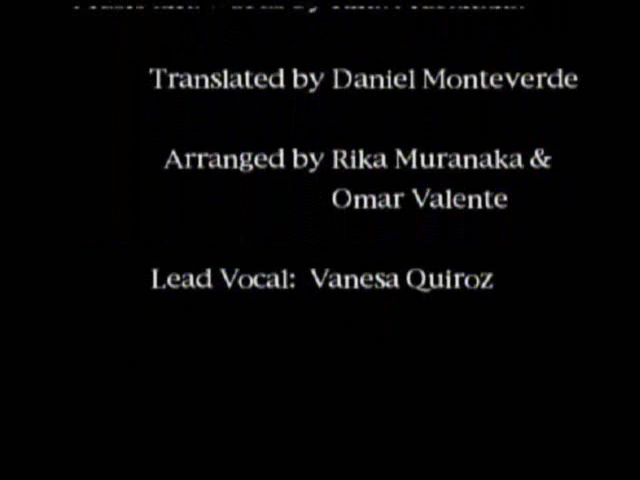 Translated by Daniel Monteverde
Arranged by Rika Muranaka &
Omar Valente
Lead Vocal: Vanesa Quiroz